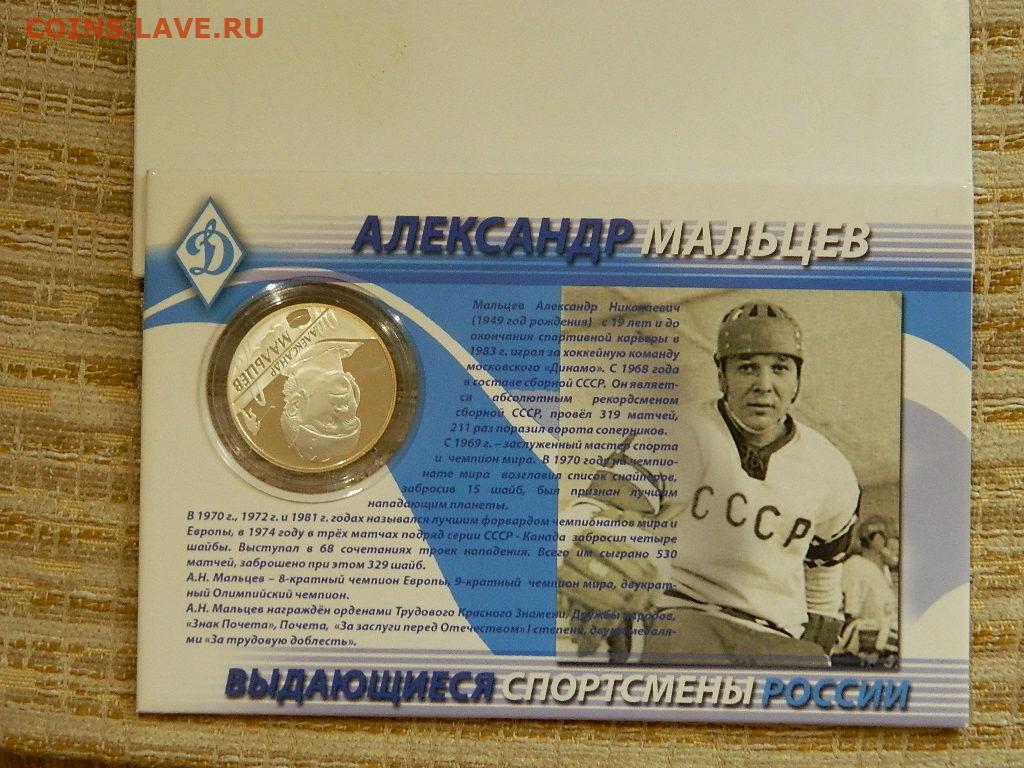 COINS.LAVE.RU
Д
АЛЕКСАНДР МАЛЬЦЕВ
Мальцев Александр Николаевич
(1949 год рождения) с 19 лет и до
окончания спортивной карьеры в
1983 г. играл за хоккейную команду
московского «Динамо». С 1968 года
в составе сборной СССР. Он являет-
ся абсолютным рекордсменом
сборной СССР, провёл 319 матчей,
211 раз поразил ворота соперников.
С 1969 г. – заслуженный мастер спорта
и чемпион мира. В 1970 году на чемпио-
нате мира возглавил список снайперов,
забросив 15 шайб, был признан лучшим
нападающим планеты.
В 1970 г., 1972 г. и 1981 г. годах назывался лучшим форвардом чемпионатов мира и
Европы, в 1974 году в трёх матчах подряд серии СССР - Канада забросил четыре
шайбы. Выступал в 68 сочетаниях троек нападения. Всего им сыграно 530
матчей, заброшено при этом 329 шайб.
А.Н. Мальцев – 8-кратный чемпион Европы, 9-кратный чемпион мира, двукрат-
ный Олимпийский чемпион.
А.Н. Мальцев награждён орденами Трудового Красного Знамени, Дружбы народов,
«Знак Почета», Почета, «За заслуги перед Отечеством» I степени, двумя медаля-
ми «За трудовую доблесть».
АЛЕКСАНДР
МАЛЬЦЕВ
СССР
ВЫДАЮЩИЕСЯ СПОРТСМЕНЫ РОССИИ